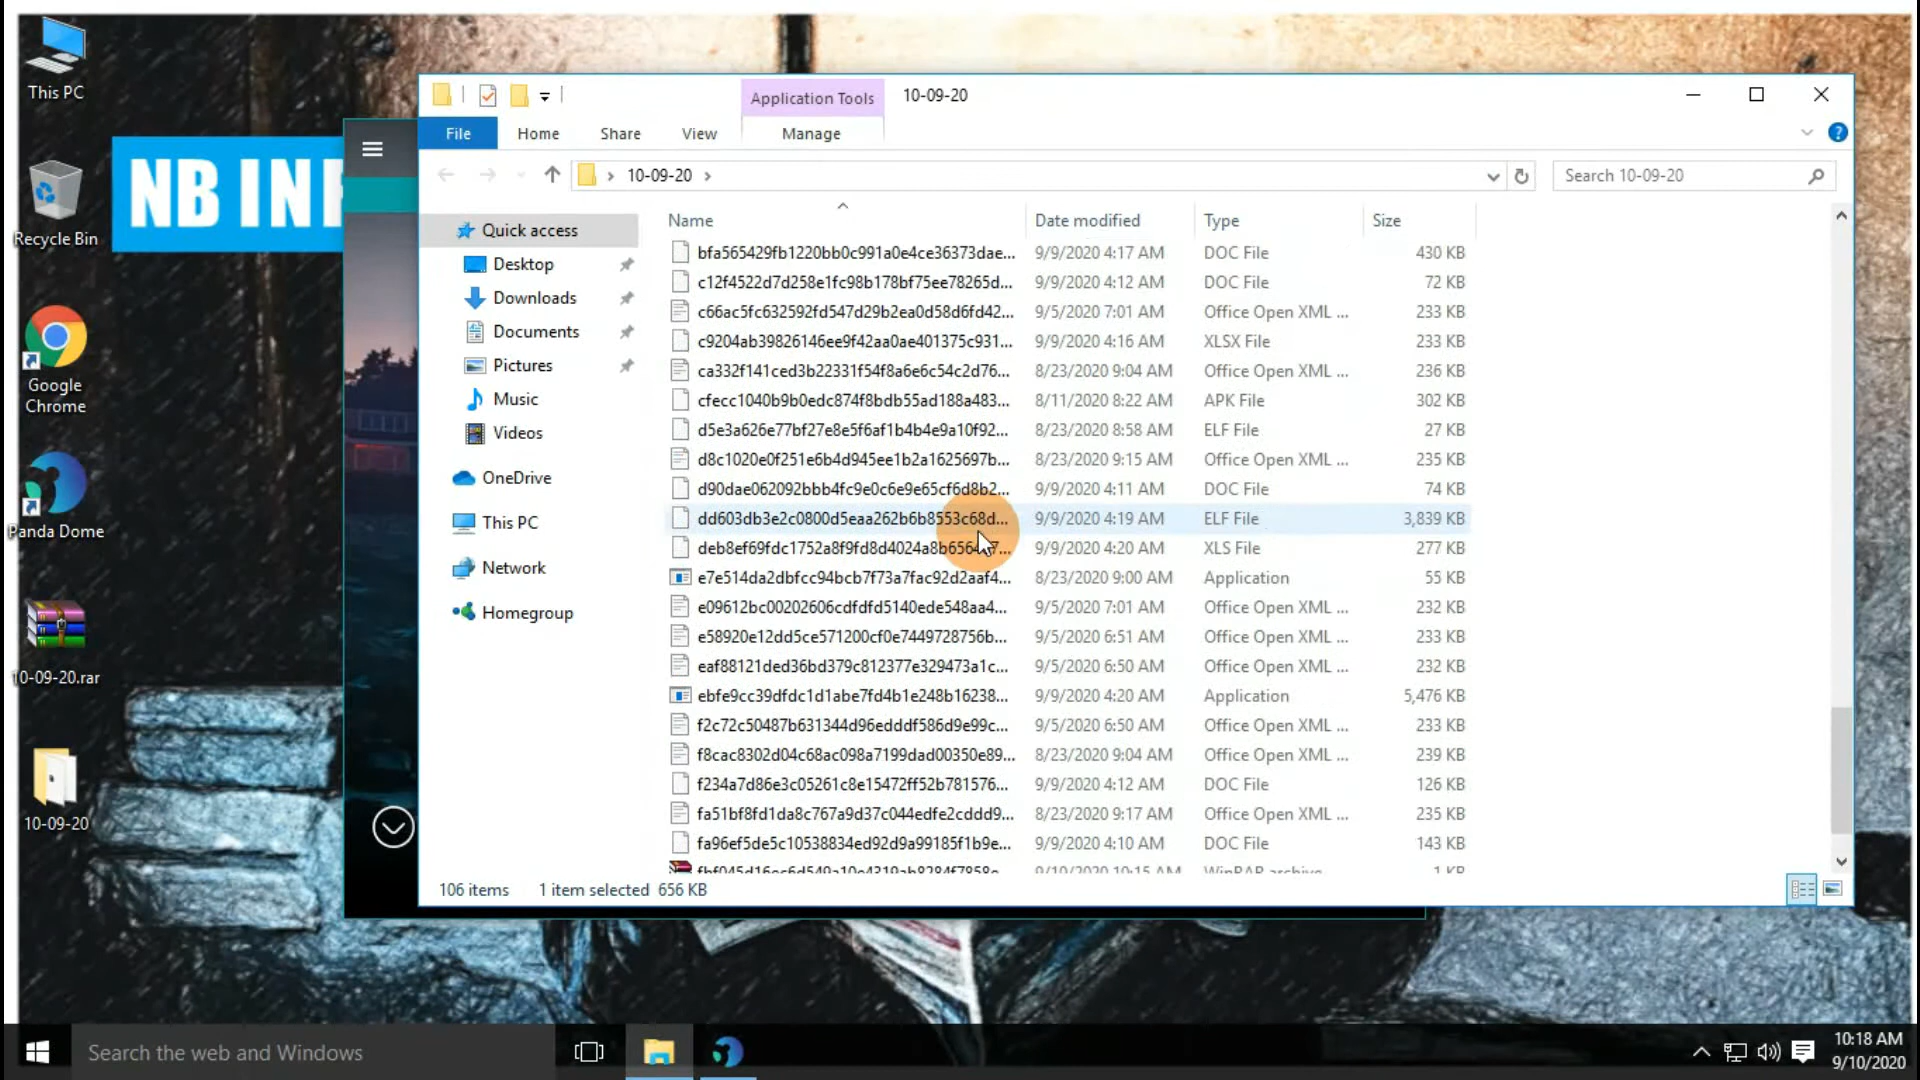 This PC
Recycle Bin
Google
Chrome
Panda Dome
10-09-20.rar
10-09-20
NB IN
Application Tools
10-09-20
File
Home
Share
View
Manage
10-09-20
Search 10-09-20
Quick access
Desktop
Downloads
Documents
Pictures
Music
Videos
OneDrive
This PC
Network
Homegroup
Name Date modified Type Size
bfa565429fb1220bb0c991a0e4ce36373dae... 9/9/2020 4:17 AM DOC File 430 KB
c12f4522d7d258e1fc98b178bf75ee78265d... 9/9/2020 4:12 AM DOC File 72 KB
c66ac5fc632592fd547d29b2ea0d58d6fd42... 9/5/2020 7:01 AM Office Open XML ... 233 KB
c9204ab39826146ee9f42aa0ae401375c931... 9/9/2020 4:16 AM XLSX File 233 KB
ca332f141ced3b22331f54f8a6e6c54c2d76... 8/23/2020 9:04 AM Office Open XML ... 236 KB
cfecc1040b9b0edc874f8bdb55ad188a483... 8/11/2020 8:22 AM APK File 302 KB
d5e3a626e77bf27e8e5f6af1b4b4e9a10f92... 8/23/2020 8:58 AM ELF File 27 KB
d8c1020e0f251e6b4d945ee1b2a1625697b... 8/23/2020 9:15 AM Office Open XML ... 235 KB
d90dae062092bbb4fc9e0c6e9e65cf6d8b2... 9/9/2020 4:11 AM DOC File 74 KB
dd603db3e2c0800d5eaa262b6b8553c68d... 9/9/2020 4:19 AM ELF File 3,839 KB
9/9/2020 4:20 AM XLS File 277 KB
e7e514da2dbfcc94bcb7f73a7fac92d2aaf4... 8/23/2020 9:00 AM Application 55 KB
e09612bc00202606cdfdfd5140ede548aa4... 9/5/2020 7:01 AM Office Open XML ... 232 KB
e58920e12dd5ce571200cf0e7449728756b... 9/5/2020 6:51 AM Office Open XML ... 233 KB
eaf88121ded36bd379c812377e329473a1c... 9/5/2020 6:50 AM Office Open XML ... 232 KB
ebfe9cc39dfdc1d1abe7fd4b1e248b16238... 9/9/2020 4:20 AM Application 5,476 KB
f2c72c50487b631344d96edddf586d9e99c... 9/5/2020 6:50 AM Office Open XML ... 233 KB
f8cac8302d04c68ac098a7199dad00350e89... 8/23/2020 9:04 AM Office Open XML ... 239 KB
f234a7d86e3c05261c8e15472ff52b781576... 9/9/2020 4:12 AM DOC File 126 KB
fa51bf8fd1da8c767a9d37c044edfe2cddd9... 8/23/2020 9:17 AM Office Open XML ... 235 KB
fa96ef5de5c10538834ed92d9a99185f1b9e... 9/9/2020 4:10 AM DOC File 143 KB
9/10/2020 10:15 AM WinRAR archive 1 KB
106 items 1 item selected 656 KB
Search the web and Windows
10:18 AM
9/10/2020